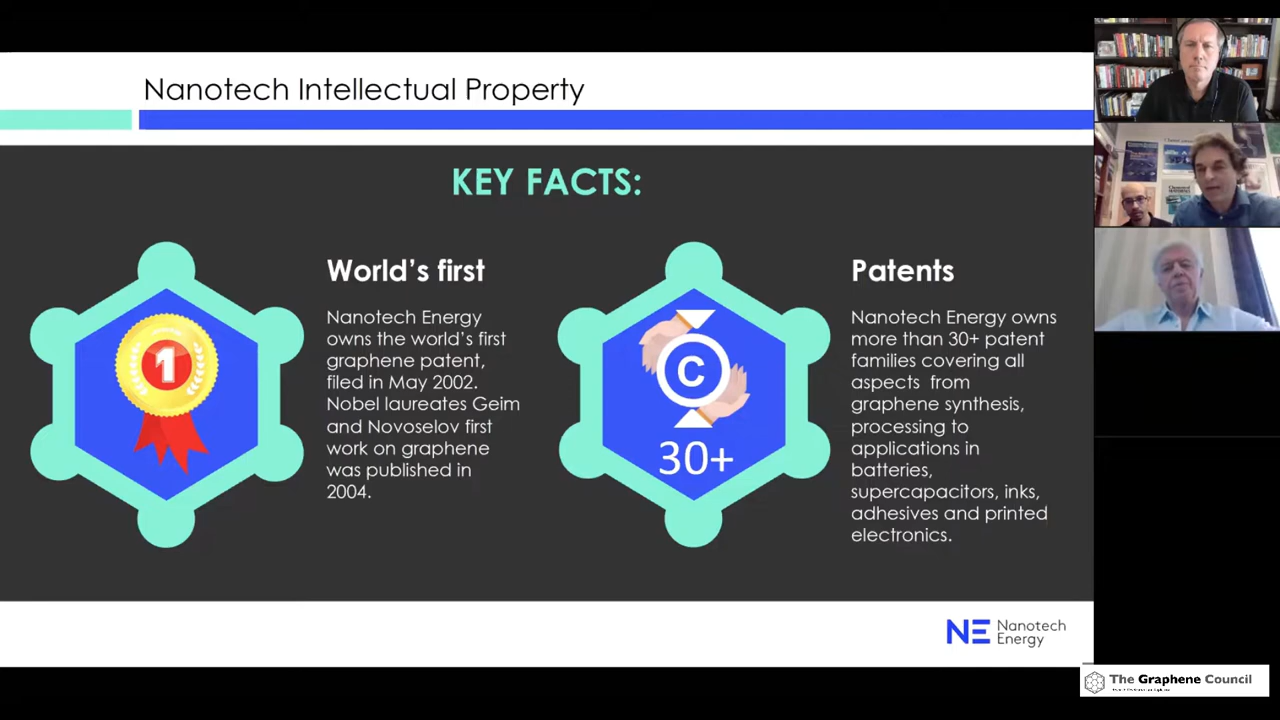 Nanotech Intellectual Property
KEY FACTS:
World's first
Nanotech Energy
owns the world's first
graphene patent,
filed in May 2002.
Nobel laureates Geim
and Novoselov first
work on graphene
was published in
2004.
1
C
30+
Patents
Nanotech Energy owns
more than 30+ patent
families covering all
aspects from
graphene synthesis,
processing to
applications in
batteries,
supercapacitors, inks,
adhesives and printed
electronics.
NE Nanotech
Energy
The Graphene Council